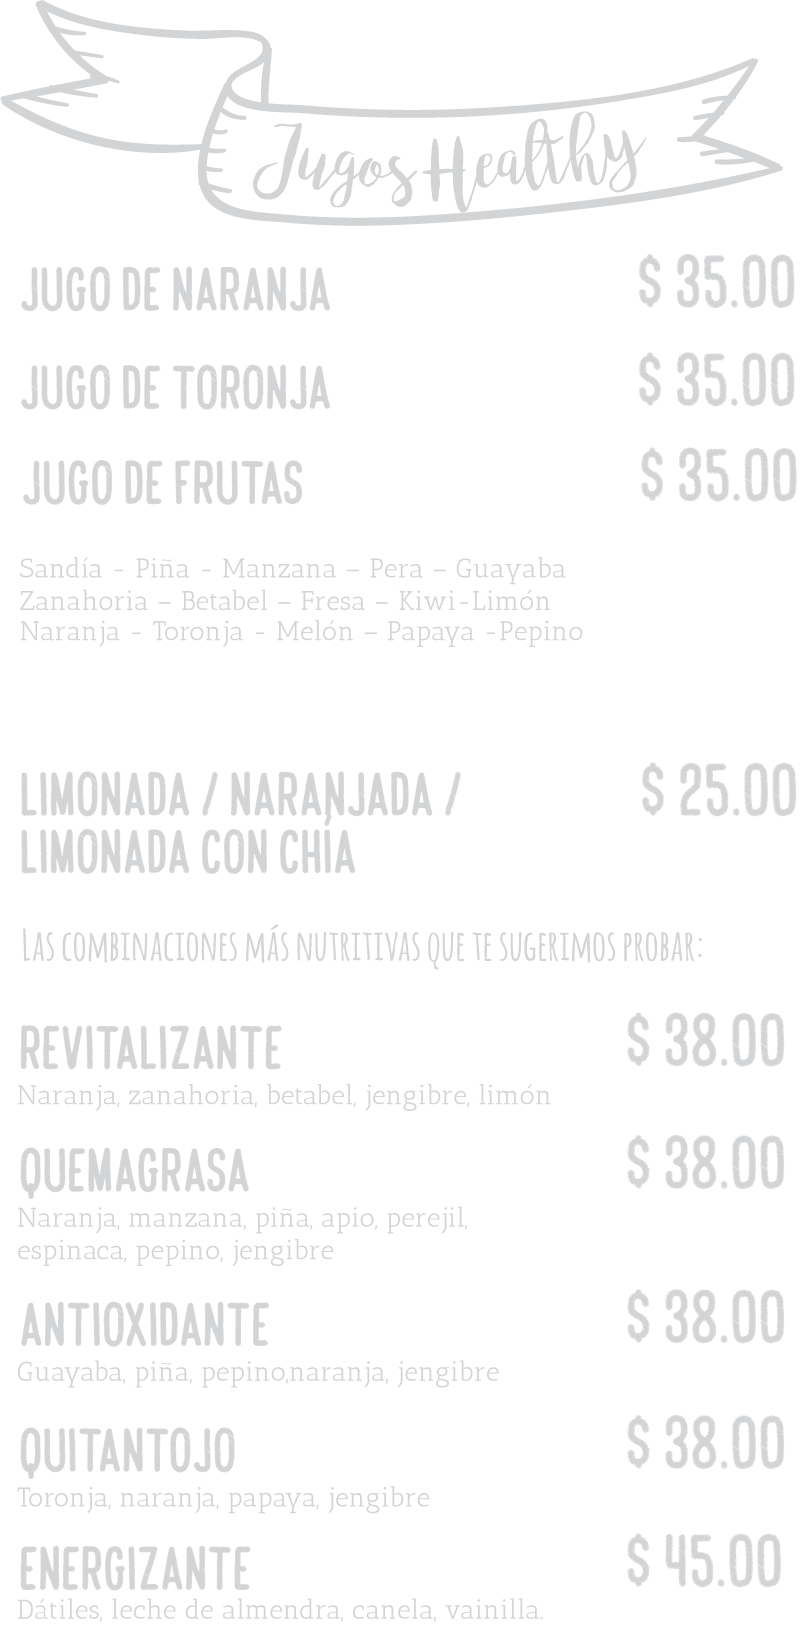 Jugos Healthy
JUGO DE NARANJA $ 35.00
JUGO DE TORONJA $ 35.00
JUGO DE FRUTAS $ 35.00
Sandía - Piña - Manzana – Pera – Guayaba
Zanahoria – Betabel – Fresa – Kiwi-Limón
Naranja - Toronja - Melón – Papaya -Pepino
LIMONADA / NARANJADA / $ 25.00
LIMONADA CON CHÍA
LAS COMBINACIONES MÁS NUTRITIVAS QUE TE SUGERIMOS PROBAR:
REVITALIZANTE $ 38.00
Naranja, zanahoria, betabel, jengibre, limón
QUEMAGRASA $ 38.00
Naranja, manzana, piña, apio, perejil,
espinaca, pepino, jengibre
ANTIOXIDANTE $ 38.00
Guayaba, piña, pepino,naranja, jengibre
QUITANTOJO $ 38.00
Toronja, naranja, papaya, jengibre
ENERGIZANTE $ 45.00
Dátiles, leche de almendra, canela, vainilla.